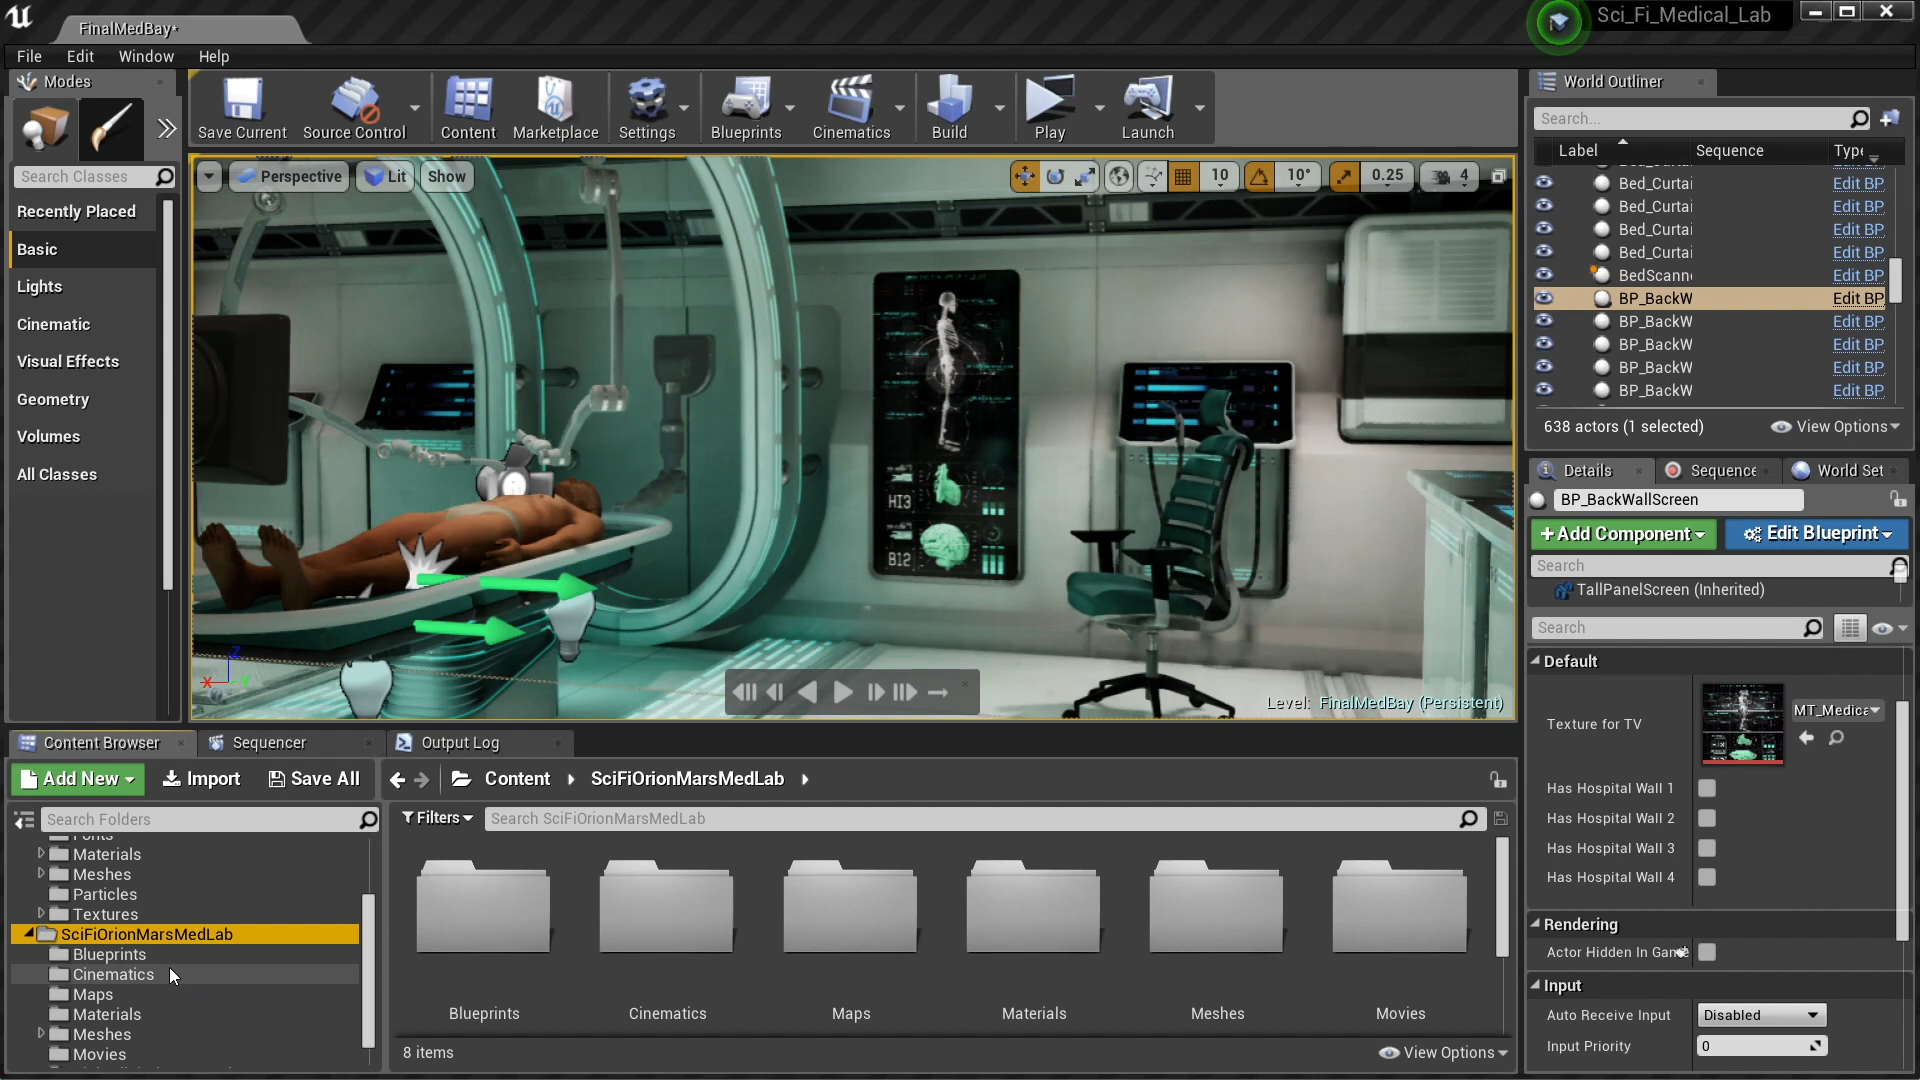 FinalMedBay*
Sci_Fi_Medical_Lab
File Edit Window Help
Modes
Search Classes
Recently Placed
Basic
Lights
Cinematic
Visual Effects
Geometry
Volumes
All Classes
Save Current
Source Control
Content
Marketplace
Settings
Blueprints
Cinematics
Build
Play
Launch
Perspective
Lit
Show
10
10°
0.25
4
HI3
B12
X
Z
Y
Level: FinalMedBay (Persistent)
World Outliner
Search...
Label Sequence Type
Bed_Curtai Edit BP
Bed_Curtai Edit BP
Bed_Curtai Edit BP
Bed_Curtai Edit BP
BedScanne Edit BP
BP_BackW Edit BP
BP_BackW Edit BP
BP_BackW Edit BP
BP_BackW Edit BP
BP_BackW Edit BP
638 actors (1 selected)
View Options
Details
Sequence
World Set
BP_BackWallScreen
+Add Component
Edit Blueprint
Search
TallPanelScreen (Inherited)
Search
Default
Texture for TV
MT_Medica
Has Hospital Wall 1
Has Hospital Wall 2
Has Hospital Wall 3
Has Hospital Wall 4
Rendering
Actor Hidden In Game
Input
Auto Receive Input Disabled
Input Priority 0
Content Browser
Sequencer
Output Log
Add New
Import
Save All
Content
SciFiOrionMarsMedLab
Search Folders
Fonts
Materials
Meshes
Particles
Textures
SciFiOrionMarsMedLab
Blueprints
Cinematics
Maps
Materials
Meshes
Movies
Filters
Search SciFiOrionMarsMedLab
Blueprints
Cinematics
Maps
Materials
Meshes
Movies
8 items
View Options